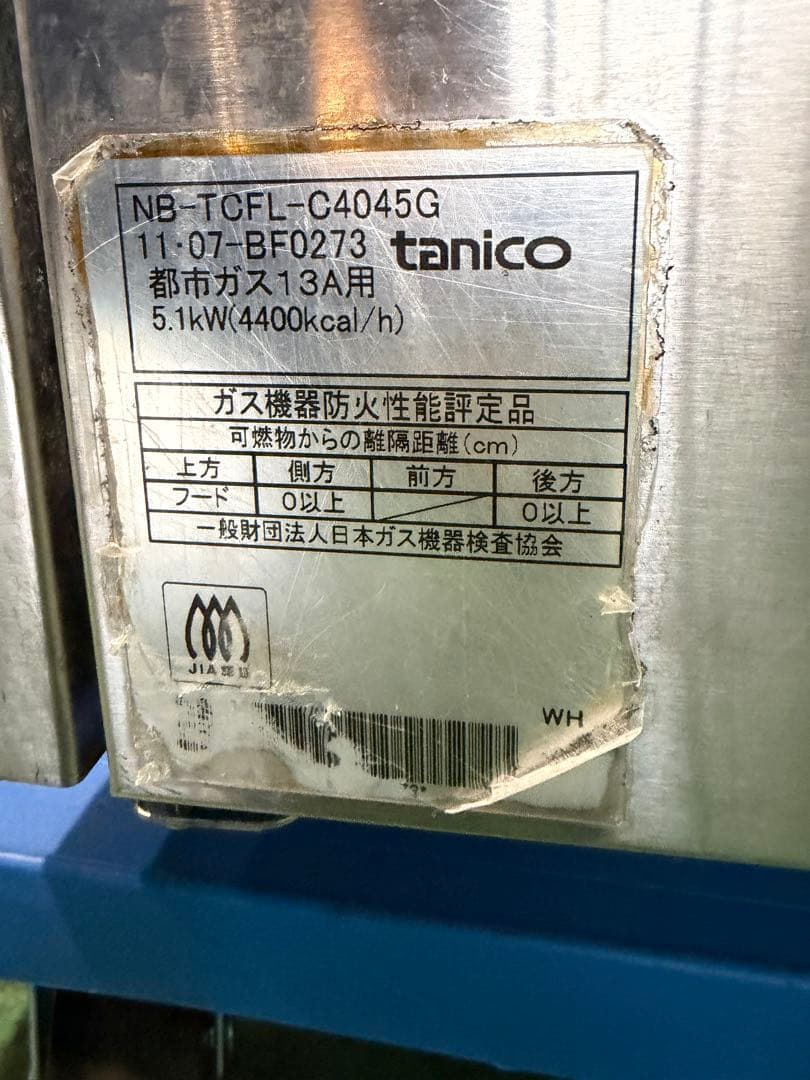 NB-TCFL-C4045G
11·07-BF0273 tanico
都市ガス13A用
5.1kW(4400kcal/h)
ガス機器防火性能評定品
可燃物からの離隔距離(cm)
上方 側方 前方 後方
フード 0以上 0以上
一般財団法人日本ガス機器検査協会
JIA
WH